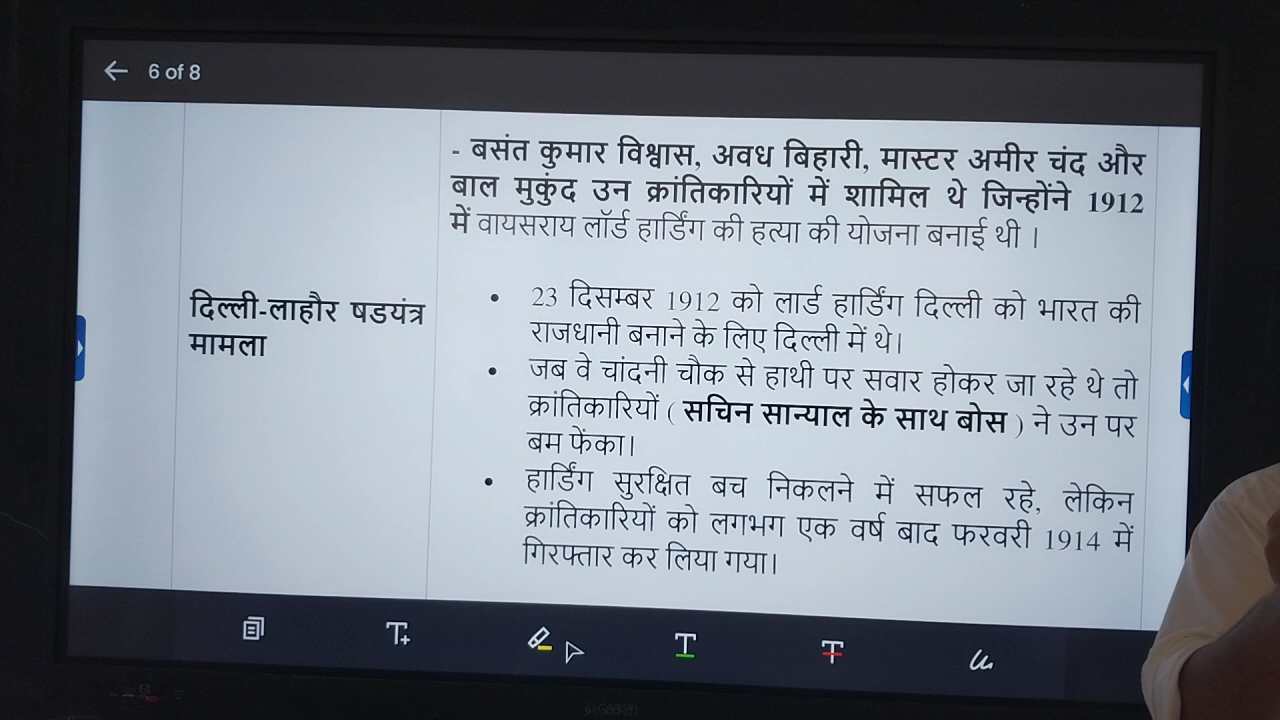 6 of 8
- बसंत कुमार विश्वास, अवध बिहारी, मास्टर अमीर चंद और
बाल मुकुंद उन क्रांतिकारियों में शामिल थे जिन्होंने 1912
में वायसराय लॉर्ड हार्डिंग की हत्या की योजना बनाई थी ।
दिल्ली-लाहौर षडयंत्र
मामला
• 23 दिसम्बर 1912 को लार्ड हार्डिंग दिल्ली को भारत की
राजधानी बनाने के लिए दिल्ली में थे।
• जब वे चांदनी चौक से हाथी पर सवार होकर जा रहे थे तो
क्रांतिकारियों ( सचिन सान्याल के साथ बोस ) ने उन पर
बम फेंका।
• हार्डिंग सुरक्षित बच निकलने में सफल रहे, लेकिन
क्रांतिकारियों को लगभग एक वर्ष बाद फरवरी 1914 में
गिरफ्तार कर लिया गया।